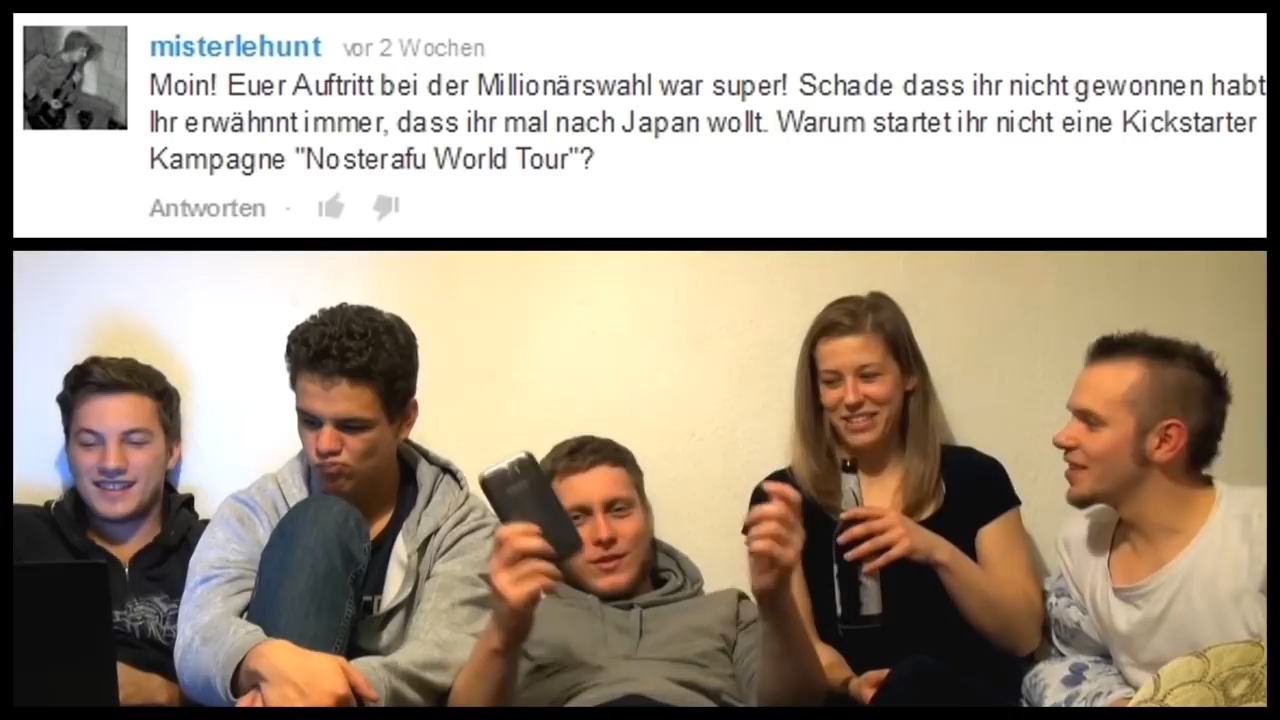 misterlehunt vor 2 Wochen
Moin! Euer Auftritt bei der Millionärswahl war super! Schade dass ihr nicht gewonnen habt
Ihr erwähnnt immer, dass ihr mal nach Japan wollt. Warum startet ihr nicht eine Kickstarter
Kampagne "Nosterafu World Tour"?
Antworten ·